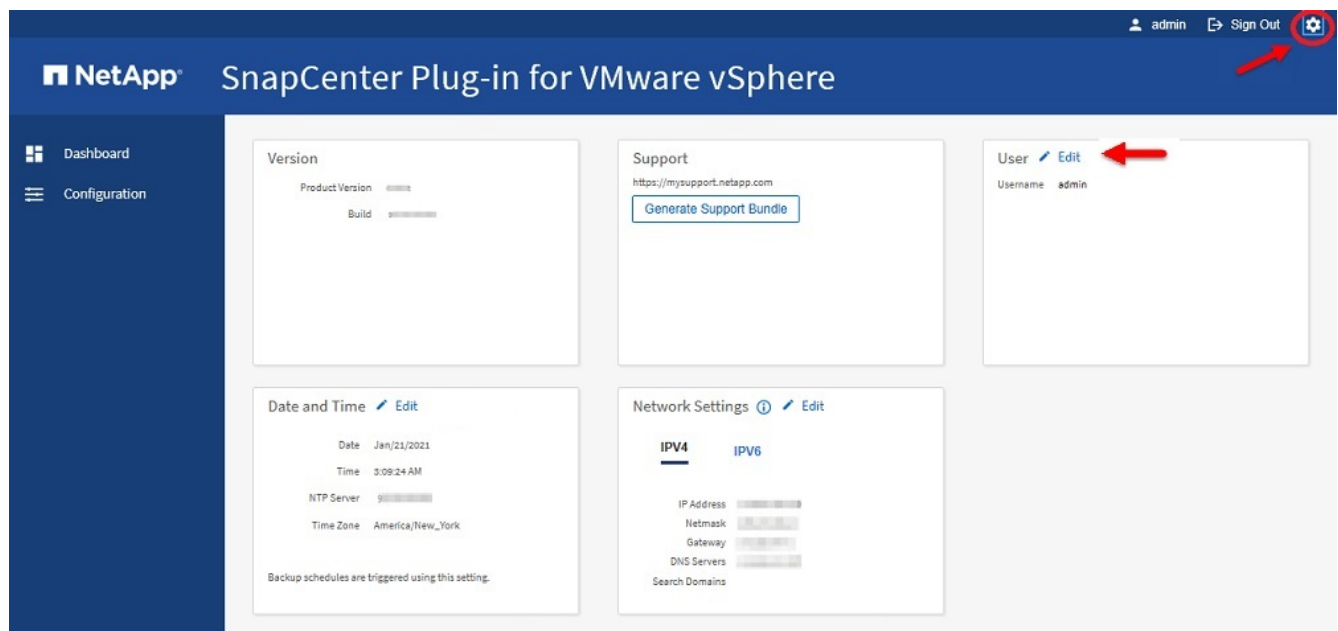 admin Sign Out
NetApp® SnapCenter Plug-in for VMware vSphere
Dashboard
Configuration
Version
Product Version
Build
Support
https://mysupport.netapp.com
Generate Support Bundle
User Edit
Username admin
Date and Time Edit
Date Jan/21/2021
Time 3:09:24 AM
NTP Server
Time Zone America/New_York
Backup schedules are triggered using this setting.
Network Settings Edit
IPV4 IPV6
IP Address
Netmask
Gateway
DNS Servers
Search Domains